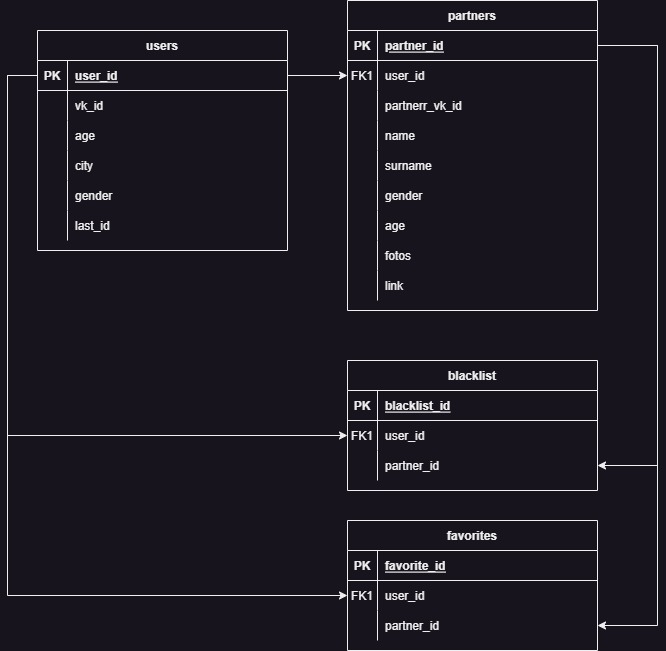 users
PK user_id
vk_id
age
city
gender
last_id
partners
PK partner_id
FK1 user_id
partnerr_vk_id
name
surname
gender
age
fotos
link
blacklist
PK blacklist_id
FK1 user_id
partner_id
favorites
PK favorite_id
FK1 user_id
partner_id